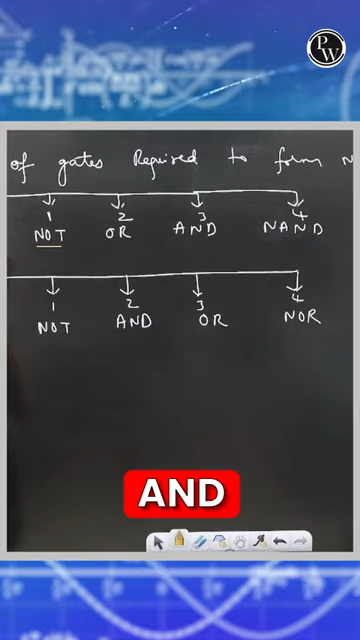 PW
of gates Required to form N
1 2 3 4
NOT OR AND NAND
1 2 3 4
NOT AND OR NOR
AND